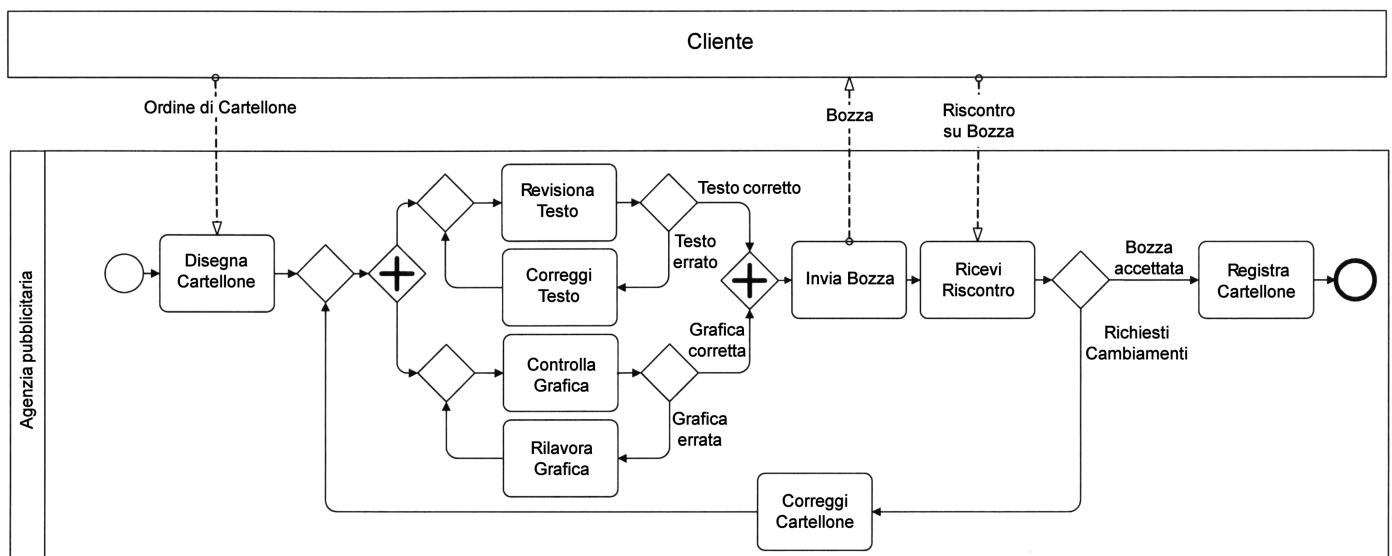 Cliente
Ordine di Cartellone
Bozza
Riscontro
su Bozza
Agenzia pubblicitaria
Disegna
Cartellone
Revisiona
Testo
Testo corretto
Testo
errato
Correggi
Testo
Controlla
Grafica
Grafica
corretta
Grafica
errata
Rilavora
Grafica
Invia Bozza
Ricevi
Riscontro
Bozza
accettata
Registra
Cartellone
Richiesti
Cambiamenti
Correggi
Cartellone